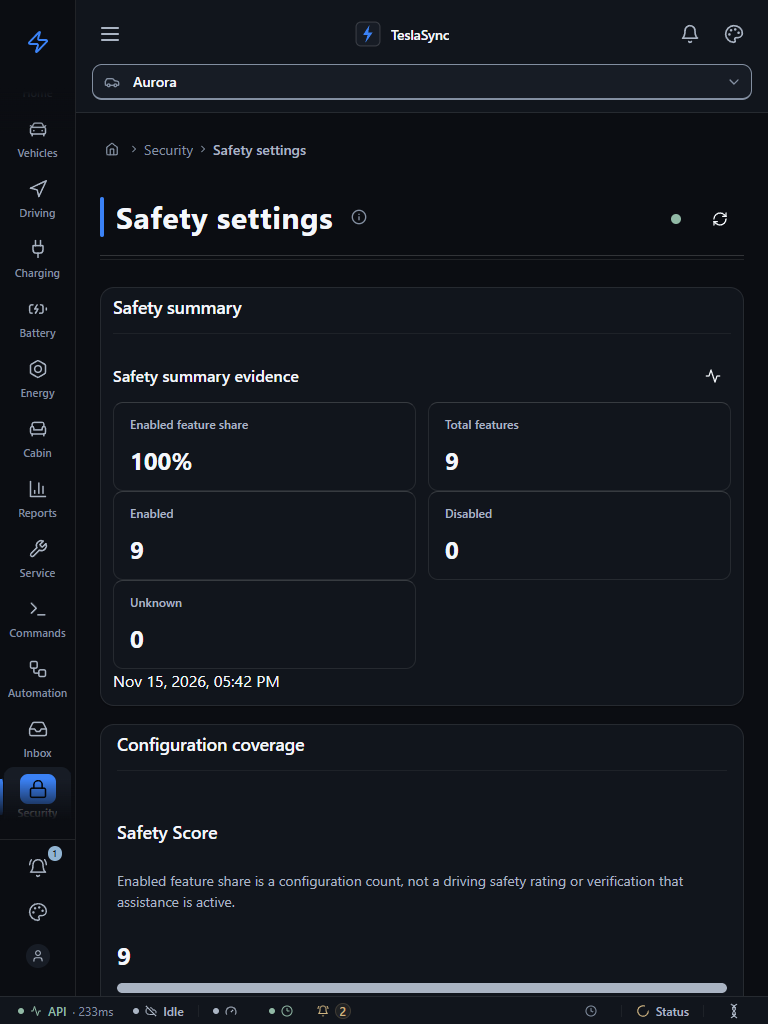 TeslaSync
Aurora
Vehicles
Driving
Charging
Battery
Energy
Cabin
Reports
Service
Commands
Automation
Inbox
Security
1
Security > Safety settings
Safety settings
Safety summary
Safety summary evidence
Enabled feature share
100%
Total features
9
Enabled
9
Disabled
0
Unknown
0
Nov 15, 2026, 05:42 PM
Configuration coverage
Safety Score
Enabled feature share is a configuration count, not a driving safety rating or verification that
assistance is active.
9
API · 233ms
Idle
2
Status